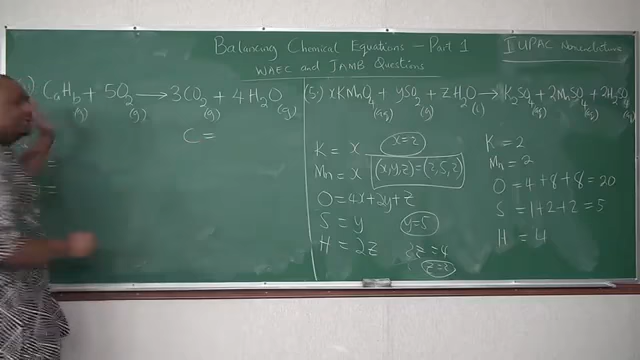 Balancing Chemical Equations - Part 1
WAEC and JAMB Questions
IUPAC Nomenclature
) CaHb(g) + 5O2(g) → 3CO2(g) + 4H2O(g)
C =
=
=
(5) xKMnO4(aq) + ySO2(g) + zH2O(l) → K2SO4(aq) + 2MnSO4(aq) + 2H2SO4(aq)
K = x
x=2
Mn = x
(x,y,z) = (2,5,2)
O = 4x+2y+z
S = y
y=5
H = 2z
2z = 4
z=2
K = 2
Mn = 2
O = 4+8+8 = 20
S = 1+2+2 = 5
H = 4